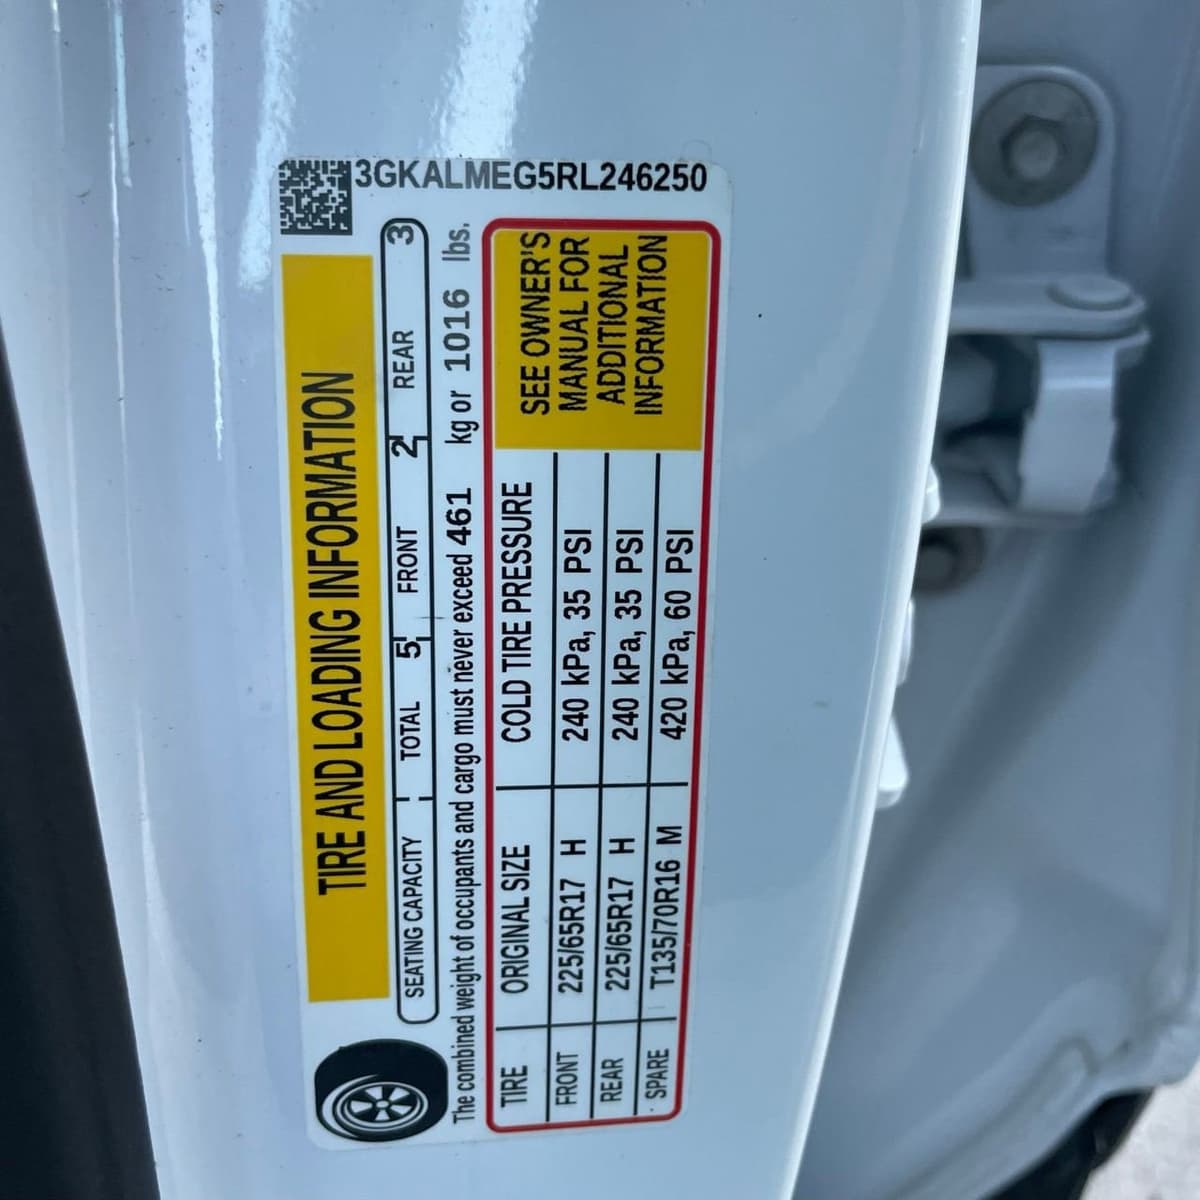 3GKALMEG5RL246250
TIRE AND LOADING INFORMATION
SEATING CAPACITY TOTAL 5 FRONT 2 REAR 3
The combined weight of occupants and cargo must never exceed 461 kg or 1016 lbs.
TIRE ORIGINAL SIZE COLD TIRE PRESSURE
FRONT 225/65R17 H 240 kPa, 35 PSI
REAR 225/65R17 H 240 kPa, 35 PSI
SPARE T135/70R16 M 420 kPa, 60 PSI
SEE OWNER'S
MANUAL FOR
ADDITIONAL
INFORMATION